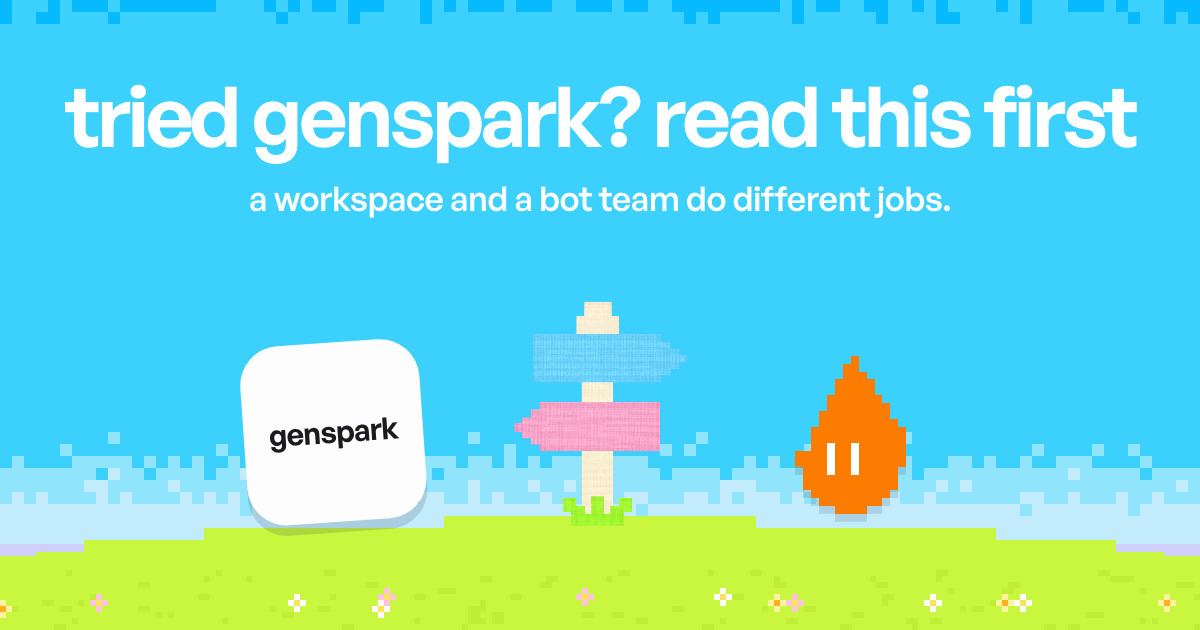 tried genspark? read this first
a workspace and a bot team do different jobs.
genspark